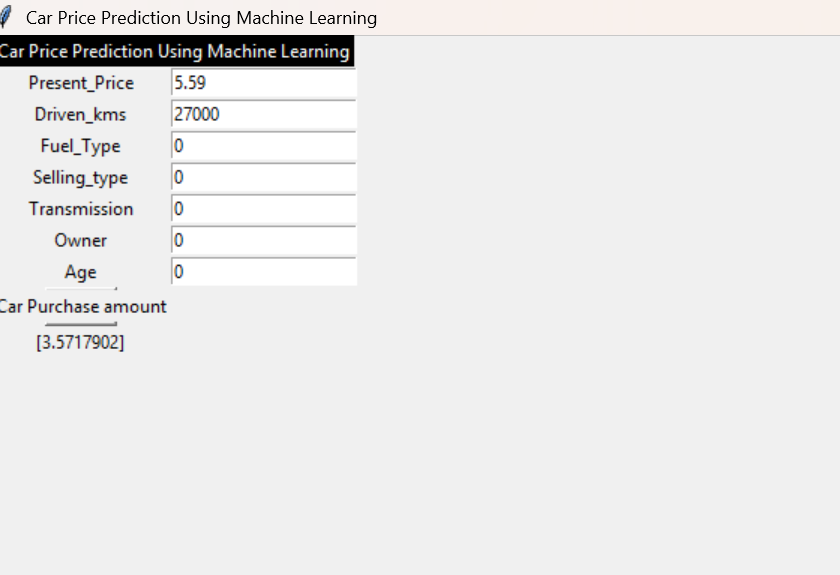 Car Price Prediction Using Machine Learning
Car Price Prediction Using Machine Learning
Present_Price 5.59
Driven_kms 27000
Fuel_Type 0
Selling_type 0
Transmission 0
Owner 0
Age 0
Car Purchase amount
[3.5717902]